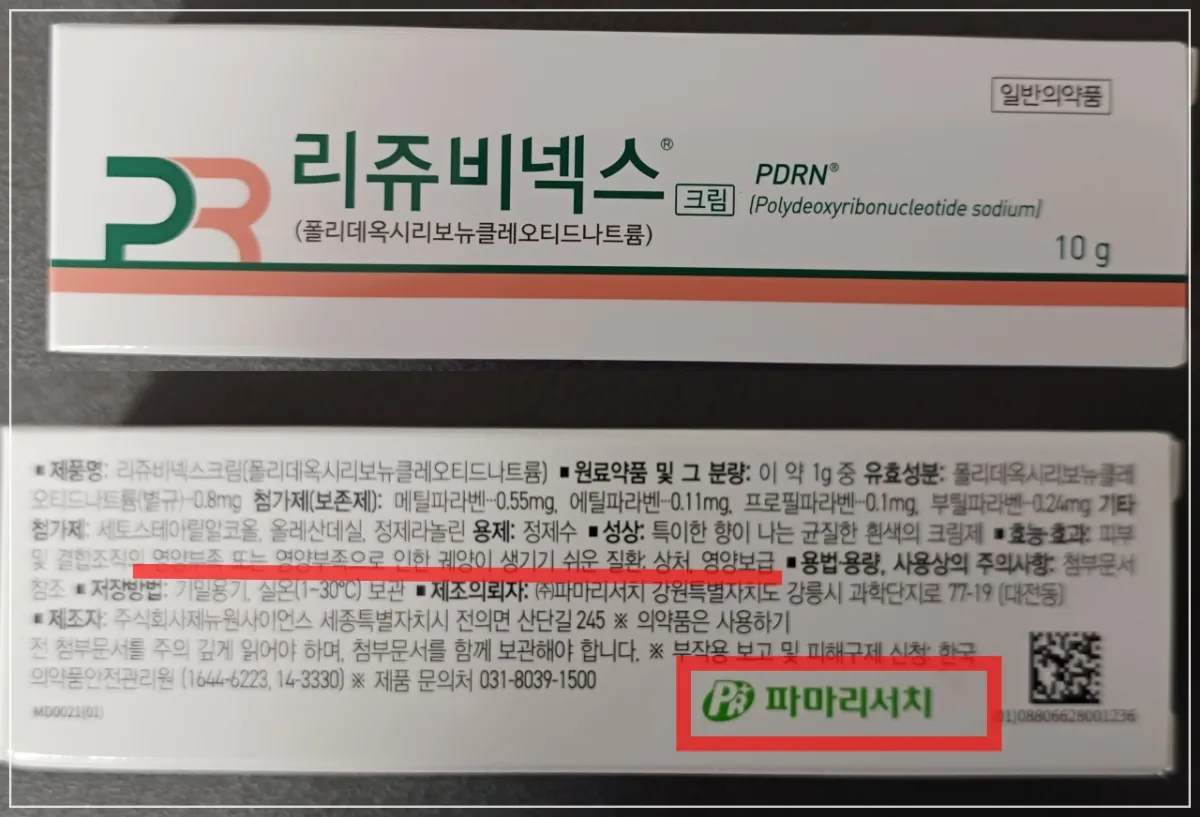 일반의약품
PR
리쥬비넥스®
크림
PDRN®
(Polydeoxyribonucleotide sodium)
(폴리데옥시리보뉴클레오티드나트륨)
10 g
▪제품명: 리쥬비넥스크림(폴리데옥시리보뉴클레오티드나트륨) ▪원료약품 및 그 분량: 이 약 1g 중 유효성분: 폴리데옥시리보뉴클레
오티드나트륨(별규)···0.8mg 첨가제(보존제): 메틸파라벤···0.55mg, 에틸파라벤···0.11mg, 프로필파라벤···0.1mg, 부틸파라벤···0.24mg 기타
첨가제: 세토스테아릴알코올, 올레산데실, 정제라놀린 용제: 정제수 ▪성상: 특이한 향이 나는 균질한 흰색의 크림제 ▪효능·효과: 피부
및 결합조직의 영양부족 또는 영양부족으로 인한 궤양이 생기기 쉬운 질환: 상처, 영양보급 ▪용법·용량, 사용상의 주의사항: 첨부문서
참조 ▪저장방법: 기밀용기, 실온(1~30℃) 보관 ▪제조의뢰자: ㈜파마리서치 강원특별자치도 강릉시 과학단지로 77-19 (대전동)
▪제조자: 주식회사제뉴원사이언스 세종특별자치시 전의면 산단길 245 ※ 의약품은 사용하기
전 첨부문서를 주의 깊게 읽어야 하며, 첨부문서를 함께 보관해야 합니다. ※ 부작용 보고 및 피해구제 신청: 한국
의약품안전관리원 (1644-6223, 14-3330) ※ 제품 문의처 031-8039-1500
PR 파마리서치
MD0021(01)
(01)08806628001236